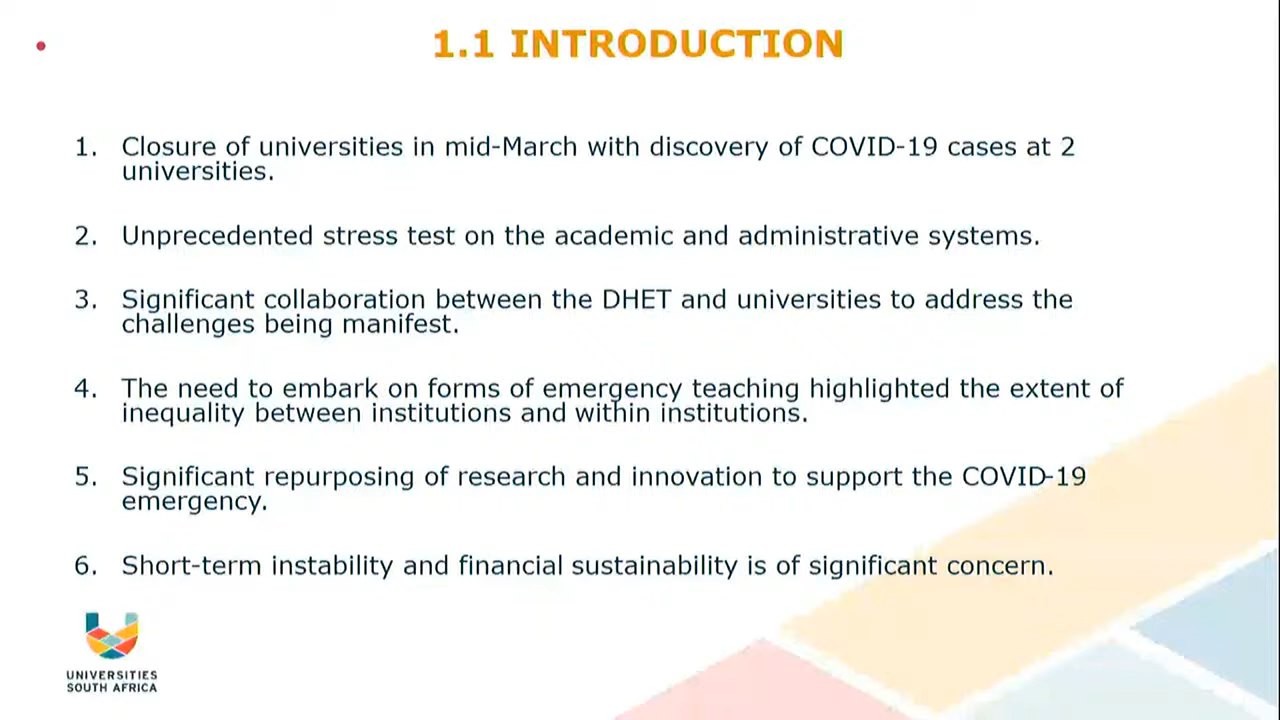 1.1 INTRODUCTION
1. Closure of universities in mid-March with discovery of COVID-19 cases at 2
universities.
2. Unprecedented stress test on the academic and administrative systems.
3. Significant collaboration between the DHET and universities to address the
challenges being manifest.
4. The need to embark on forms of emergency teaching highlighted the extent of
inequality between institutions and within institutions.
5. Significant repurposing of research and innovation to support the COVID-19
emergency.
6. Short-term instability and financial sustainability is of significant concern.
UNIVERSITIES
SOUTH AFRICA